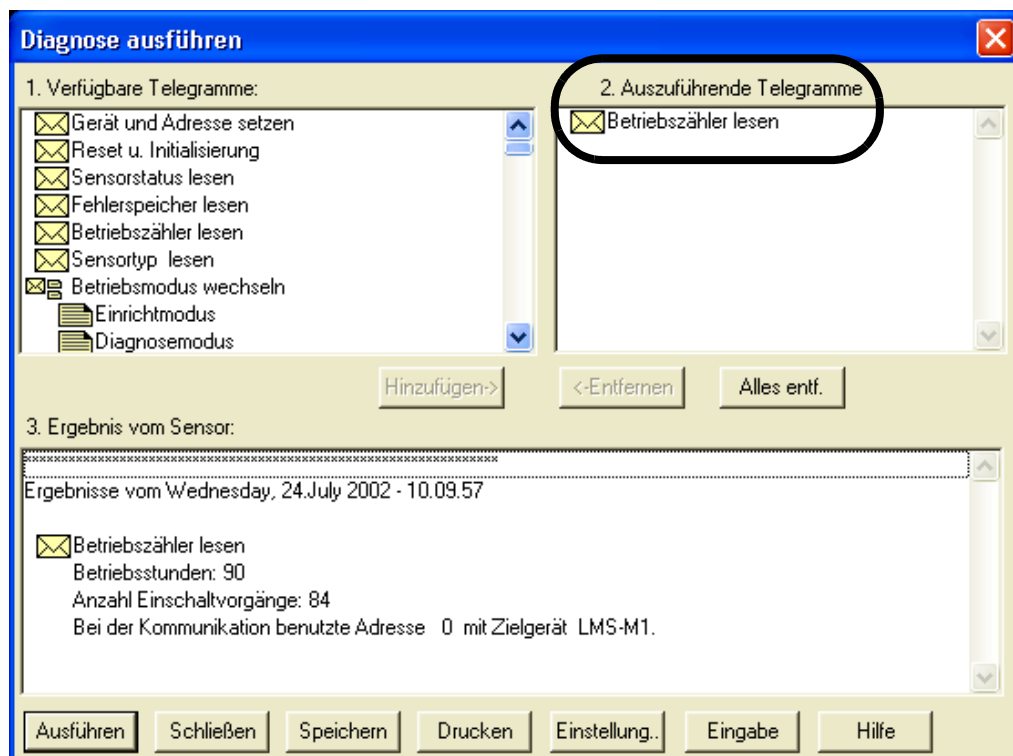 Diagnose ausführen
1. Verfügbare Telegramme:
Gerät und Adresse setzen
Reset u. Initialisierung
Sensorstatus lesen
Fehlerspeicher lesen
Betriebszähler lesen
Sensortyp lesen
Betriebsmodus wechseln
Einrichtmodus
Diagnosemodus
2. Auszuführende Telegramme
Betriebszähler lesen
Hinzufügen->
<-Entfernen
Alles entf.
3. Ergebnis vom Sensor:
Ergebnisse vom Wednesday, 24.July 2002 - 10.09.57
Betriebszähler lesen
Betriebsstunden: 90
Anzahl Einschaltvorgänge: 84
Bei der Kommunikation benutzte Adresse 0 mit Zielgerät LMS-M1.
Ausführen
Schließen
Speichern
Drucken
Einstellung..
Eingabe
Hilfe